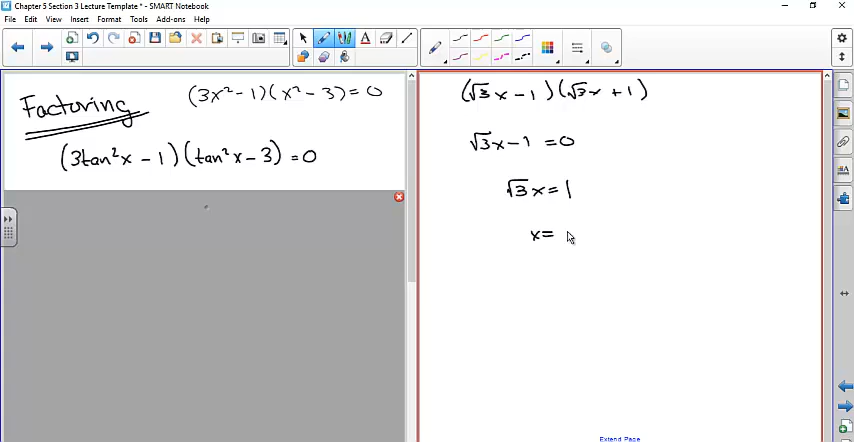 Chapter 5 Section 3 Lecture Template * - SMART Notebook
File Edit View Insert Format Tools Add-ons Help
Factoring
(3x² - 1)(x² - 3) = 0
(3tan²x - 1)(tan²x - 3) = 0
(√3x - 1)(√3x + 1)
√3x - 1 = 0
√3x = 1
x =
Extend Page